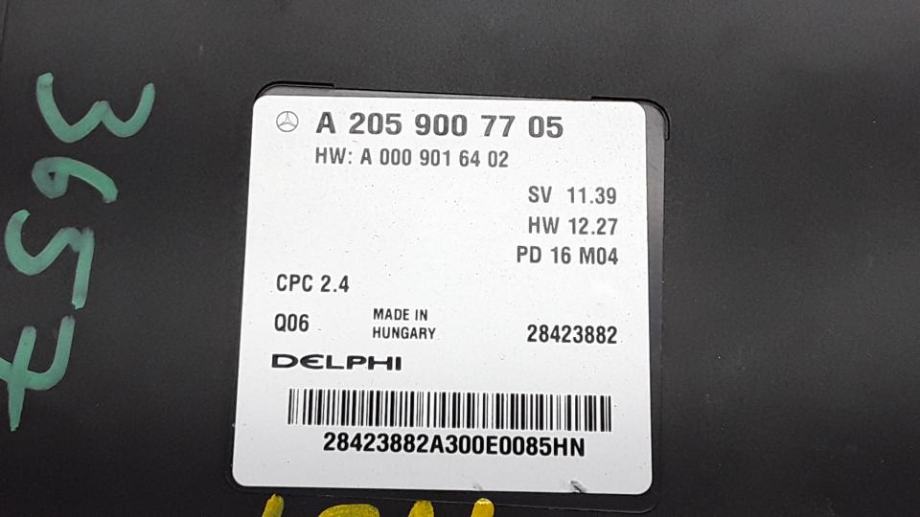 A 205 900 77 05
HW: A 000 901 64 02
SV 11.39
HW 12.27
PD 16 M04
CPC 2.4
Q06
MADE IN
HUNGARY
28423882
DELPHI
28423882A300E0085HN
3657